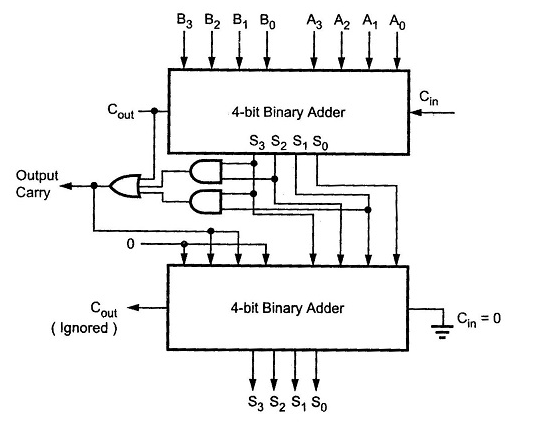 B3 B2 B1 B0 A3 A2 A1 A0
Cout 4-bit Binary Adder Cin
S3 S2 S1 S0
Output
Carry
0
Cout 4-bit Binary Adder Cin = 0
( Ignored )
S3 S2 S1 S0